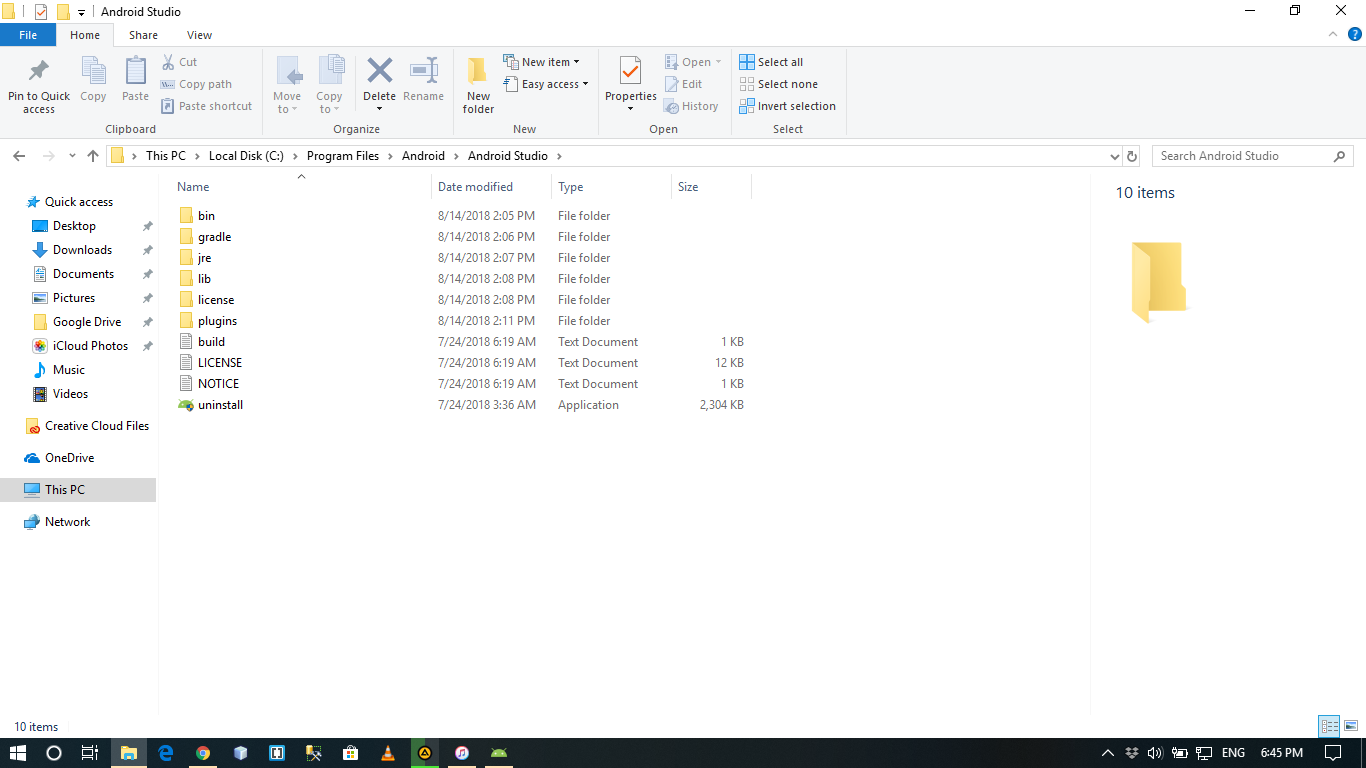 Android Studio
File Home Share View
Pin to Quick access
Copy
Paste
Cut
Copy path
Paste shortcut
Clipboard
Move to
Copy to
Delete
Rename
Organize
New folder
New item
Easy access
New
Properties
Open
Edit
History
Open
Select all
Select none
Invert selection
Select
This PC > Local Disk (C:) > Program Files > Android > Android Studio >
Search Android Studio
Quick access
Desktop
Downloads
Documents
Pictures
Google Drive
iCloud Photos
Music
Videos
Creative Cloud Files
OneDrive
This PC
Network
Name Date modified Type Size
bin 8/14/2018 2:05 PM File folder
gradle 8/14/2018 2:06 PM File folder
jre 8/14/2018 2:07 PM File folder
lib 8/14/2018 2:08 PM File folder
license 8/14/2018 2:08 PM File folder
plugins 8/14/2018 2:11 PM File folder
build 7/24/2018 6:19 AM Text Document 1 KB
LICENSE 7/24/2018 6:19 AM Text Document 12 KB
NOTICE 7/24/2018 6:19 AM Text Document 1 KB
uninstall 7/24/2018 3:36 AM Application 2,304 KB
10 items
10 items
ENG 6:45 PM